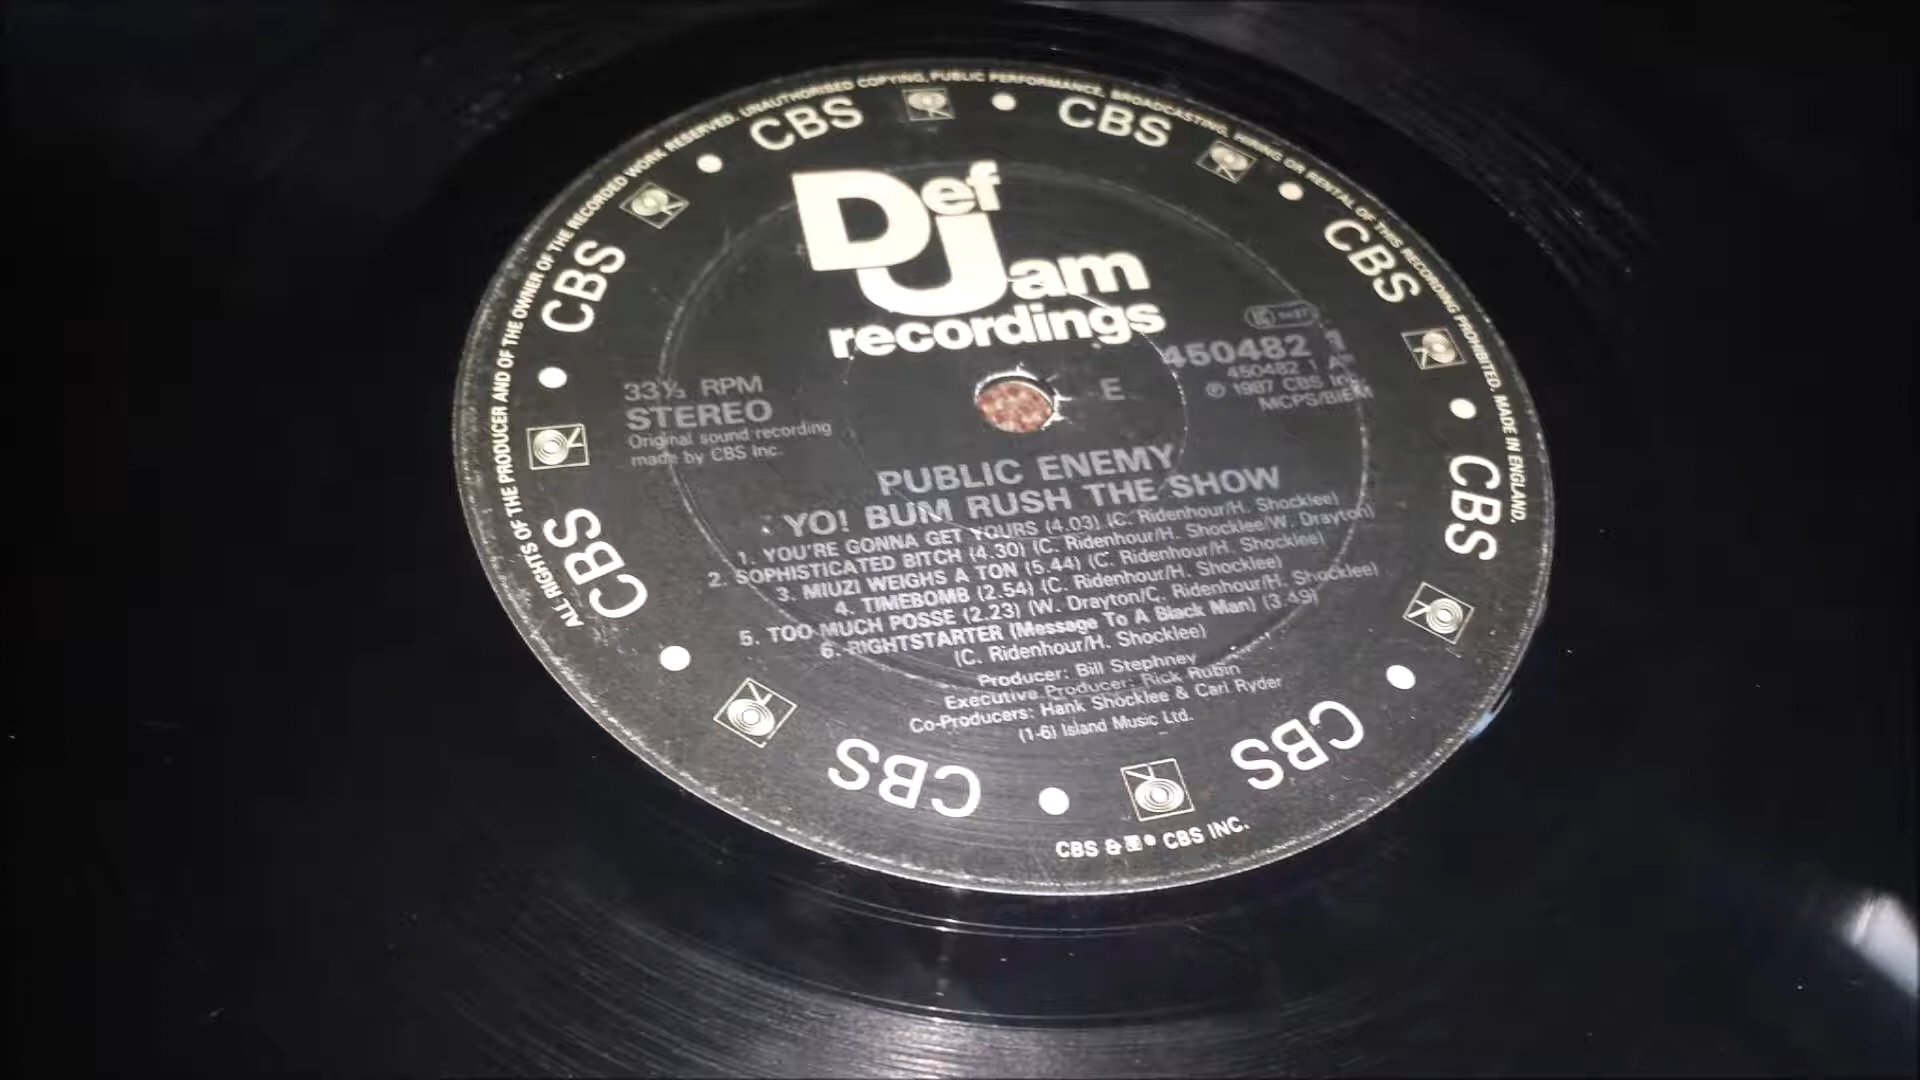 ALL RIGHTS OF THE PRODUCER AND OF THE OWNER OF THE RECORDED WORK RESERVED. UNAUTHORISED COPYING, PUBLIC PERFORMANCE, BROADCASTING, HIRING OR RENTAL OF THIS RECORDING PROHIBITED. MADE IN ENGLAND.
CBS CBS CBS CBS CBS CBS CBS CBS
Def
Jam
recordings
33⅓ RPM
STEREO
Original sound recording
made by CBS Inc.
E
450482 1
450482 1 A
℗ 1987 CBS Inc.
MCPS/BIEM
PUBLIC ENEMY
YO! BUM RUSH THE SHOW
1. YOU'RE GONNA GET YOURS (4.03) (C. Ridenhour/H. Shocklee)
2. SOPHISTICATED BITCH (4.30) (C. Ridenhour/H. Shocklee/W. Drayton)
3. MIUZI WEIGHS A TON (5.44) (C. Ridenhour/H. Shocklee)
4. TIMEBOMB (2.54) (C. Ridenhour/H. Shocklee)
5. TOO MUCH POSSE (2.23) (W. Drayton/C. Ridenhour/H. Shocklee)
6. RIGHTSTARTER (Message To A Black Man) (3.49)
(C. Ridenhour/H. Shocklee)
Producer: Bill Stephney
Executive Producer: Rick Rubin
Co-Producers: Hank Shocklee & Carl Ryder
(1-6) Island Music Ltd.
CBS & CBS INC.